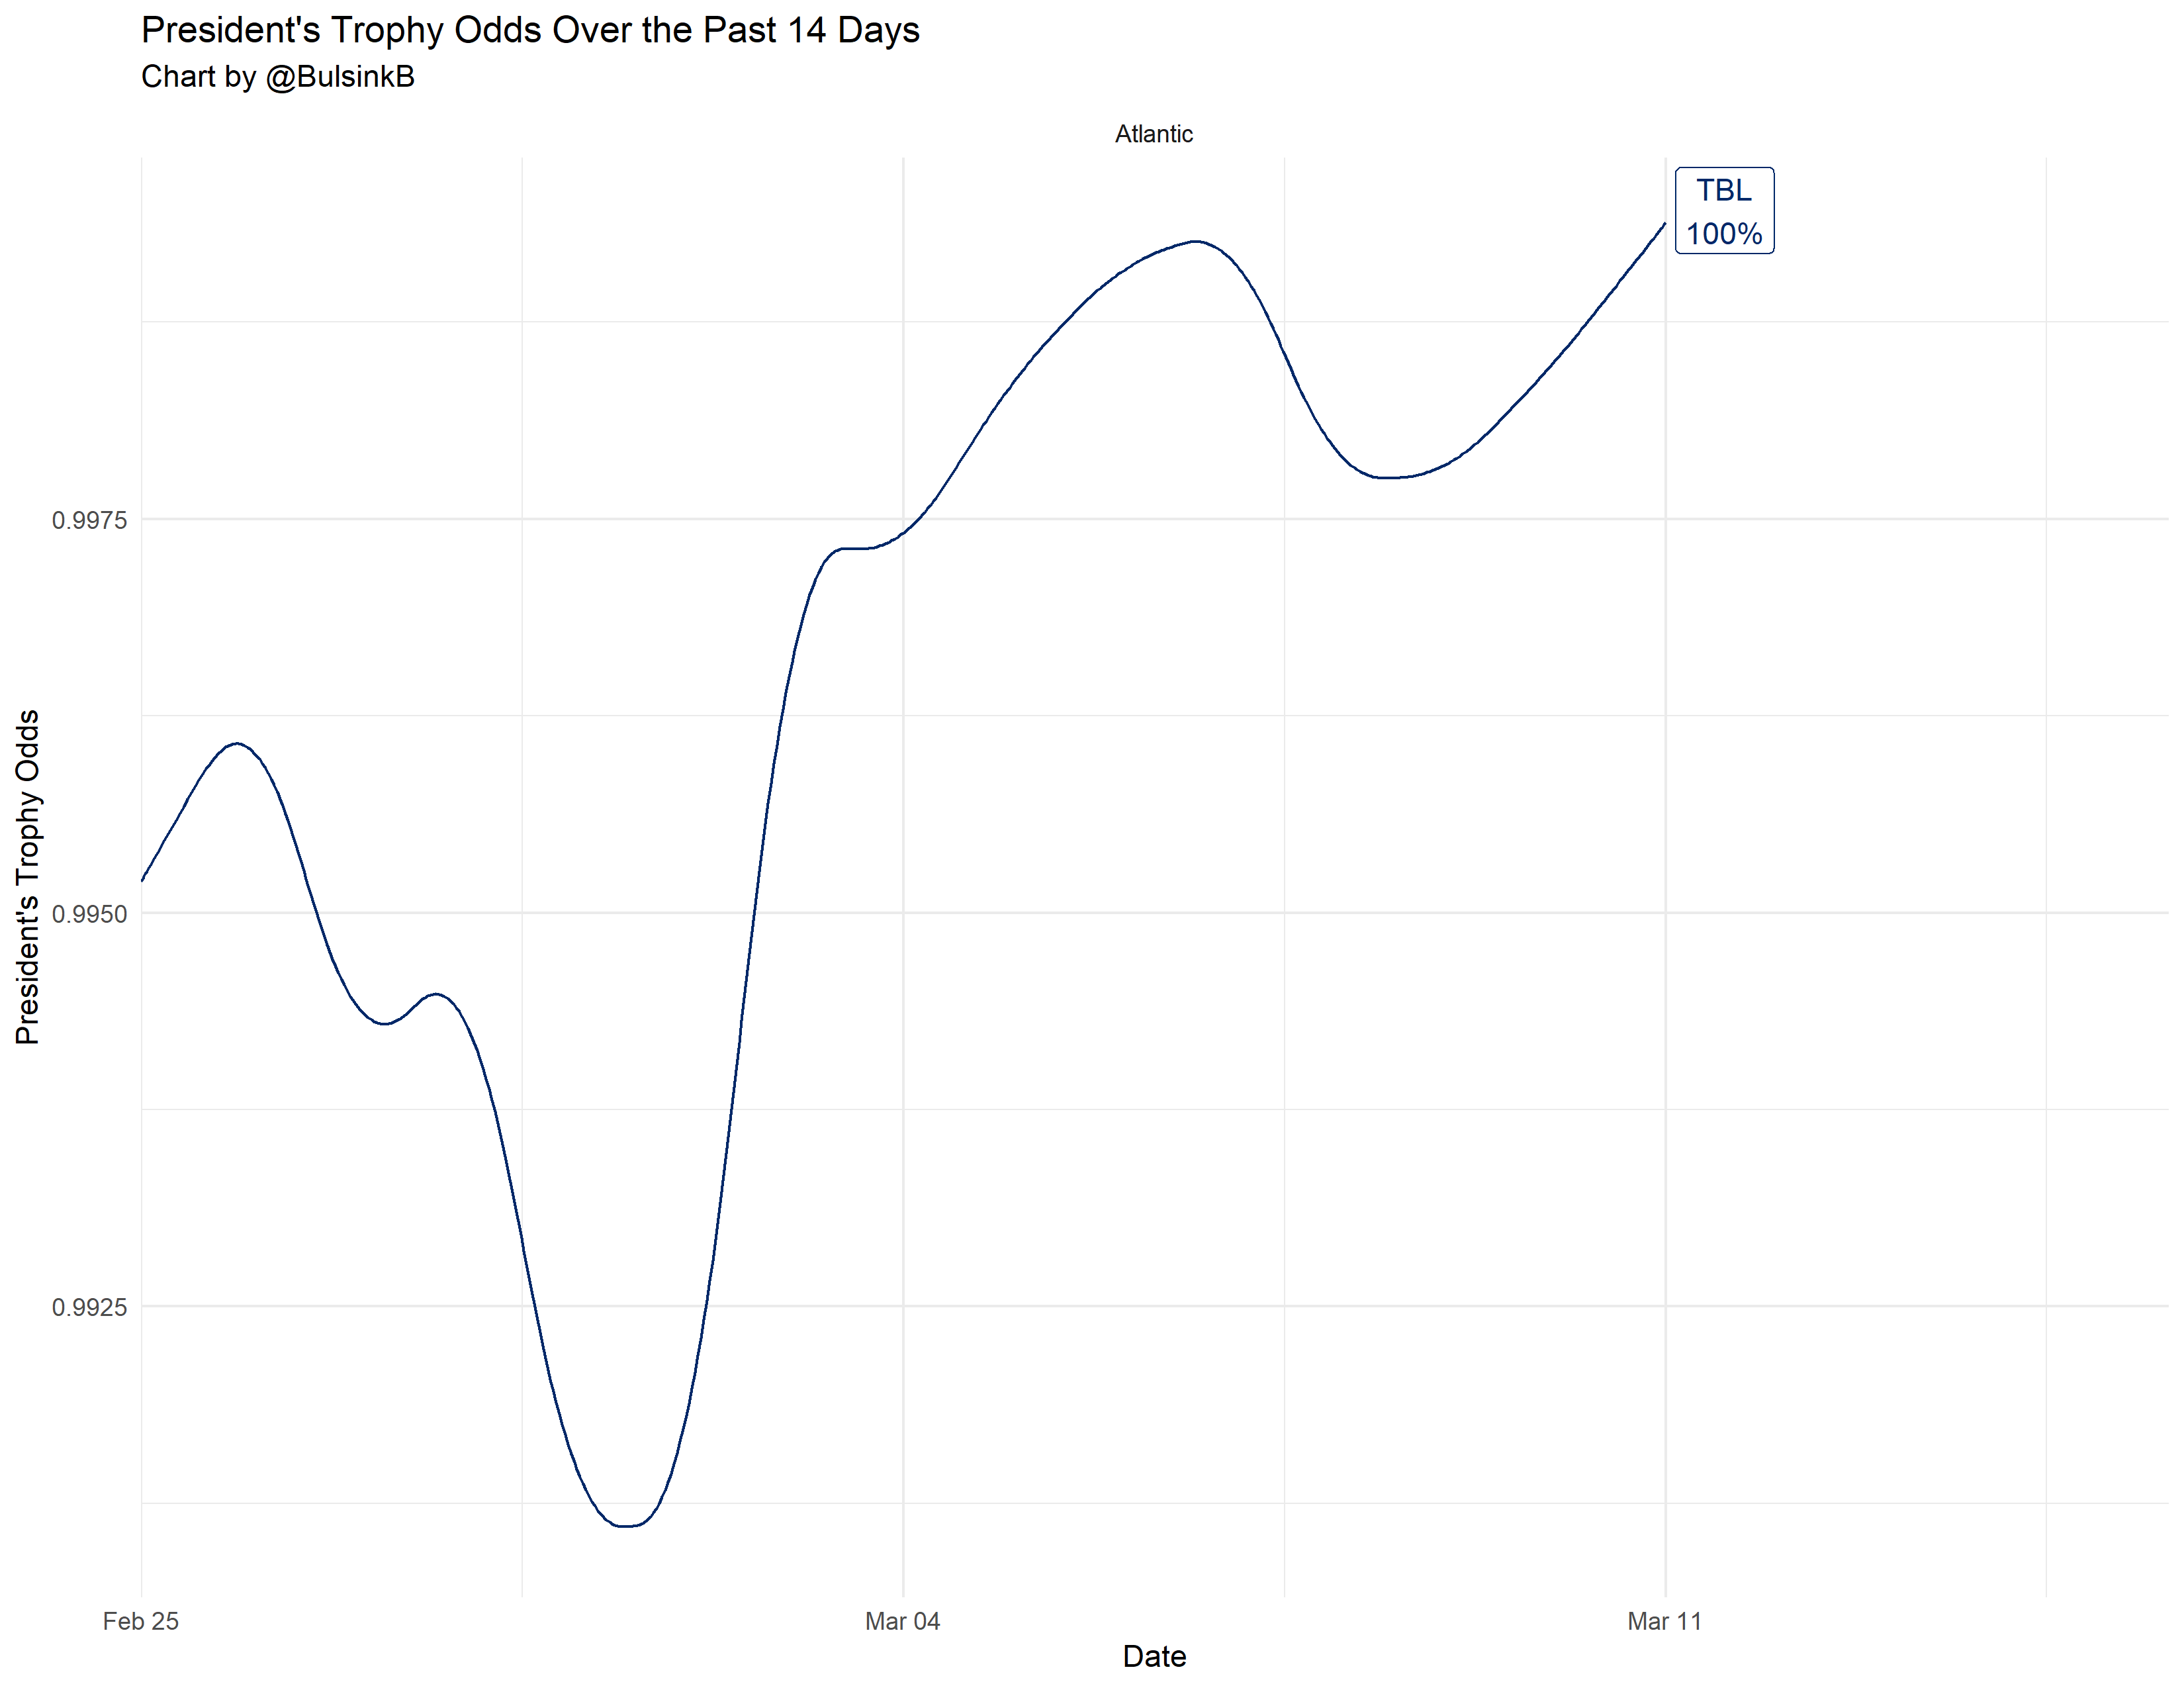 President's Trophy Odds Over the Past 14 Days
Chart by @BulsinkB
Atlantic
TBL
100%
0.9975
0.9950
0.9925
President's Trophy Odds
Feb 25
Mar 04
Mar 11
Date